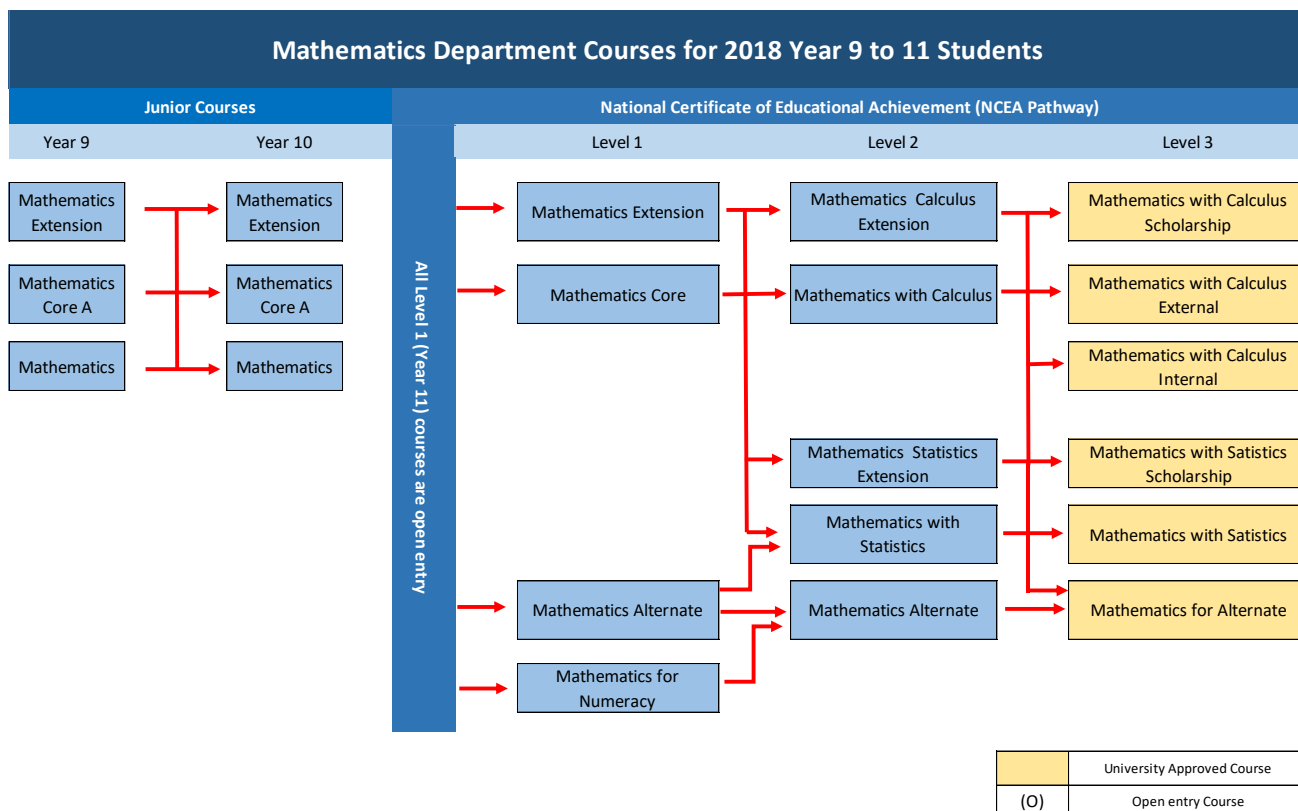 Mathematics Department Courses for 2018 Year 9 to 11 Students
Junior Courses
National Certificate of Educational Achievement (NCEA Pathway)
Year 9
Year 10
Level 1
Level 2
Level 3
All Level 1 (Year 11) courses are open entry
Mathematics
Extension
Mathematics
Extension
Mathematics Extension
Mathematics Calculus
Extension
Mathematics with Calculus
Scholarship
Mathematics
Core A
Mathematics
Core A
Mathematics Core
Mathematics with Calculus
Mathematics with Calculus
External
Mathematics
Mathematics
Mathematics with Calculus
Internal
Mathematics Statistics
Extension
Mathematics with Satistics
Scholarship
Mathematics with
Statistics
Mathematics with Satistics
Mathematics Alternate
Mathematics Alternate
Mathematics for Alternate
Mathematics for
Numeracy
University Approved Course
(O)
Open entry Course